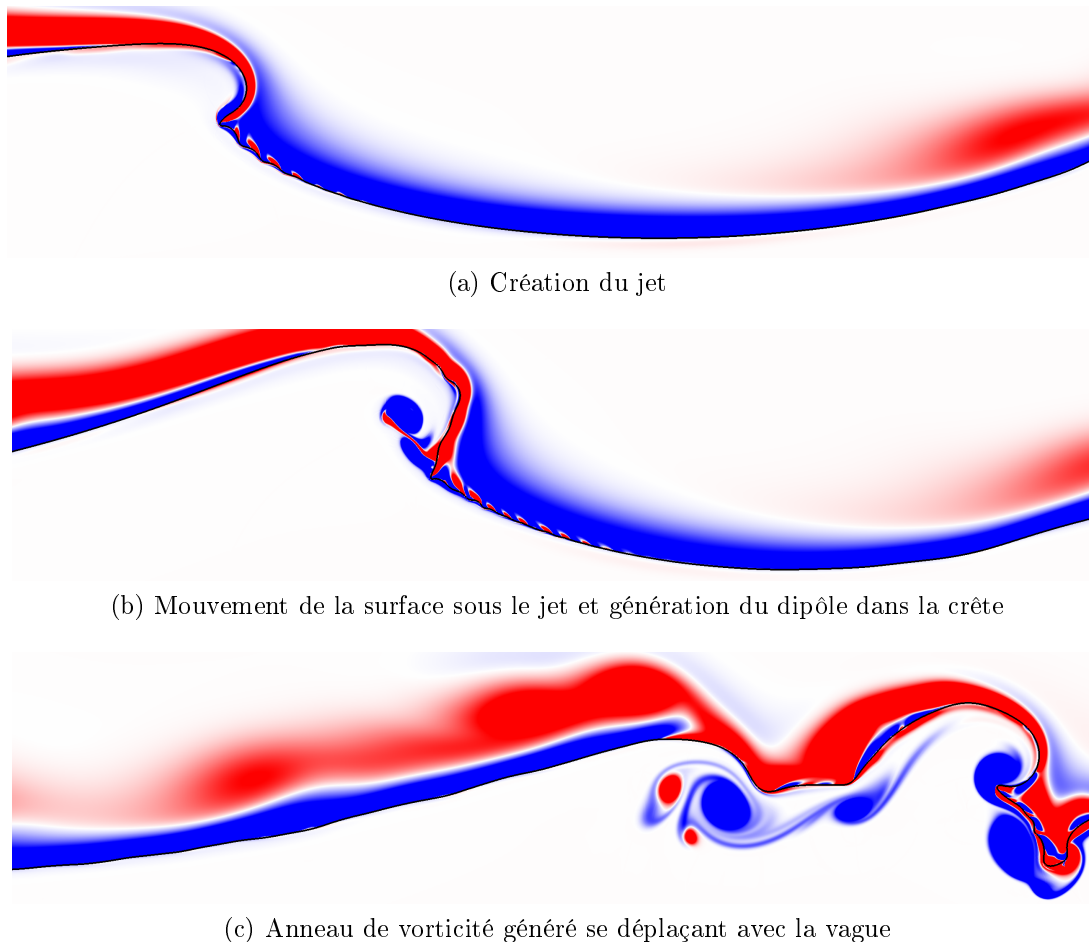 (a) Création du jet
(b) Mouvement de la surface sous le jet et génération du dipôle dans la crête
(c) Anneau de vorticité généré se déplaçant avec la vague